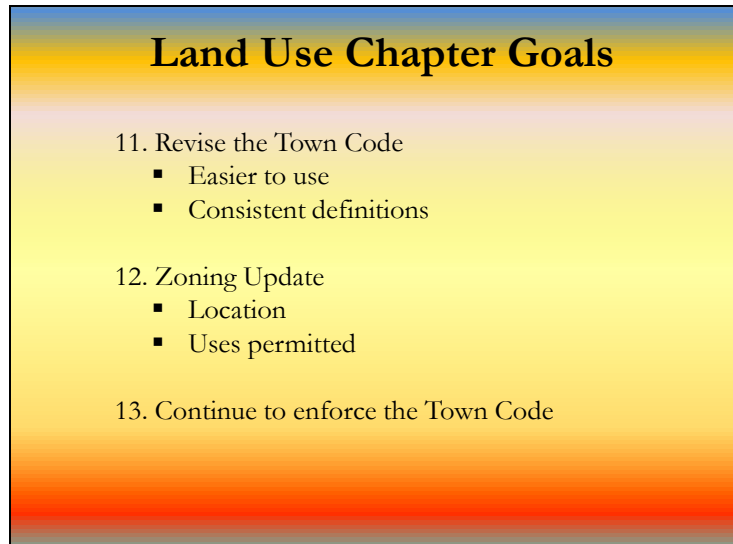 Land Use Chapter Goals
11. Revise the Town Code
▪ Easier to use
▪ Consistent definitions
12. Zoning Update
▪ Location
▪ Uses permitted
13. Continue to enforce the Town Code